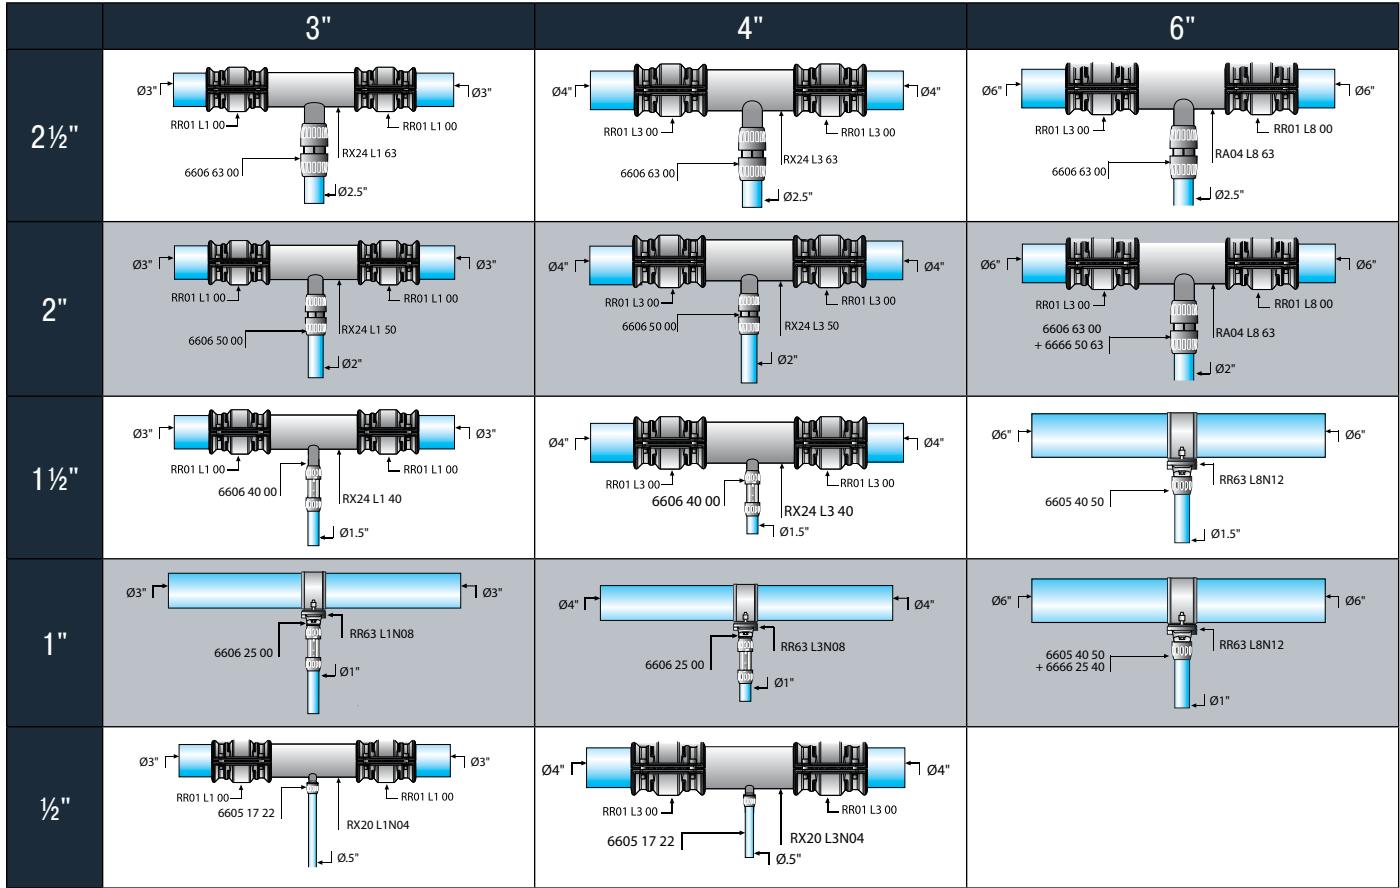 3" 4" 6"
2½"
Ø3" Ø3"
RR01 L1 00 RR01 L1 00
RX24 L1 63
6606 63 00
Ø2.5"
Ø4" Ø4"
RR01 L3 00 RR01 L3 00
RX24 L3 63
6606 63 00
Ø2.5"
Ø6" Ø6"
RR01 L3 00 RR01 L8 00
RA04 L8 63
6606 63 00
Ø2.5"
2"
Ø3" Ø3"
RR01 L1 00 RR01 L1 00
RX24 L1 50
6606 50 00
Ø2"
Ø4" Ø4"
RR01 L3 00 RR01 L3 00
6606 50 00 RX24 L3 50
Ø2"
Ø6" Ø6"
RR01 L3 00 RR01 L8 00
6606 63 00
+ 6666 50 63
RA04 L8 63
Ø2"
1½"
Ø3" Ø3"
RR01 L1 00 RR01 L1 00
6606 40 00 RX24 L1 40
Ø1.5"
Ø4" Ø4"
RR01 L3 00 RR01 L3 00
6606 40 00
RX24 L3 40
Ø1.5"
Ø6" Ø6"
RR63 L8N12
6605 40 50
Ø1.5"
1"
Ø3" Ø3"
RR63 L1N08
6606 25 00
Ø1"
Ø4" Ø4"
RR63 L3N08
6606 25 00
Ø1"
Ø6" Ø6"
RR63 L8N12
6605 40 50
+ 6666 25 40
Ø1"
½"
Ø3" Ø3"
RR01 L1 00 RR01 L1 00
6605 17 22
RX20 L1N04
Ø.5"
Ø4" Ø4"
RR01 L3 00 RR01 L3 00
6605 17 22 RX20 L3N04
Ø.5"